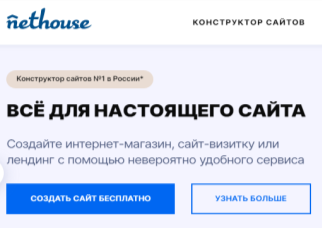 nethouse
КОНСТРУКТОР САЙТОВ
Конструктор сайтов №1 в России*
ВСЁ ДЛЯ НАСТОЯЩЕГО САЙТА
Создайте интернет-магазин, сайт-визитку или
лендинг с помощью невероятно удобного сервиса
СОЗДАТЬ САЙТ БЕСПЛАТНО
УЗНАТЬ БОЛЬШЕ